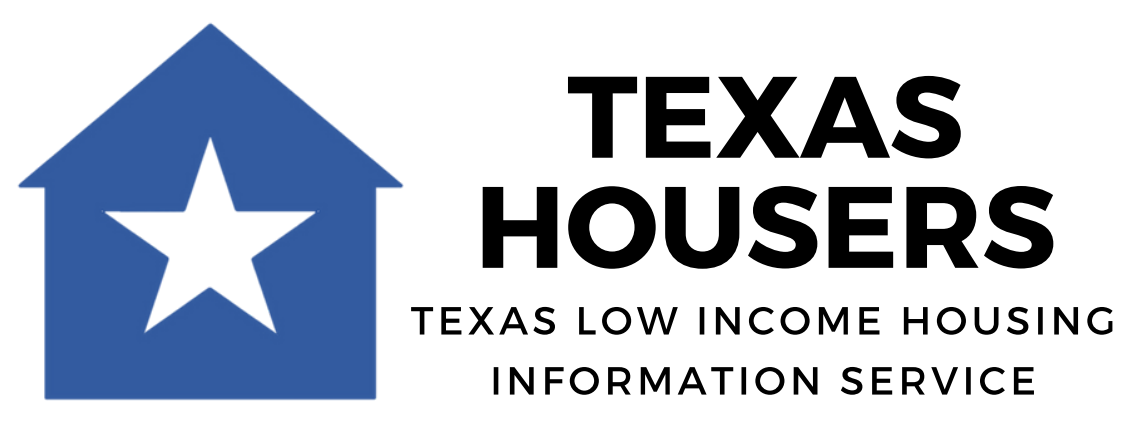 TEXAS
HOUSERS
TEXAS LOW INCOME HOUSING
INFORMATION SERVICE